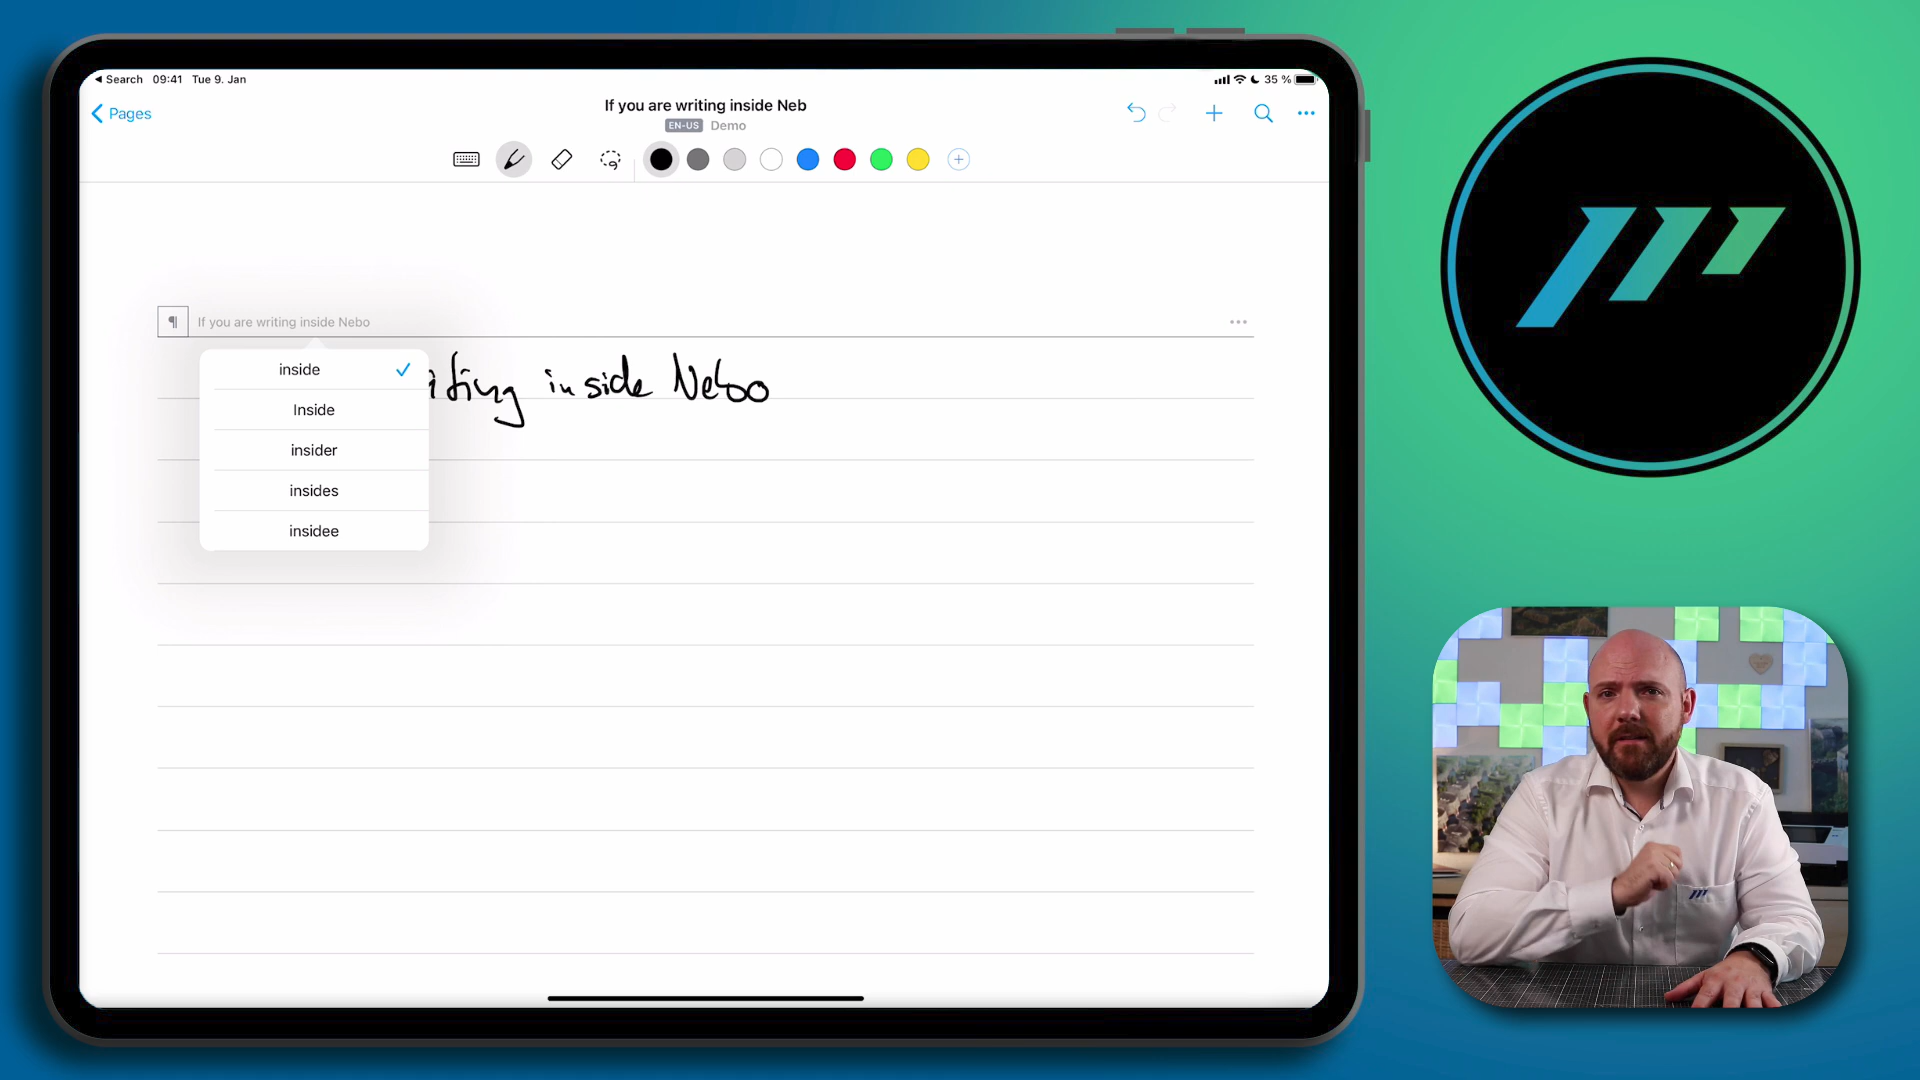 Search 09:41 Tue 9. Jan 35 %
Pages
If you are writing inside Neb
EN-US Demo
¶ If you are writing inside Nebo
iting inside Nebo
inside
Inside
insider
insides
insidee